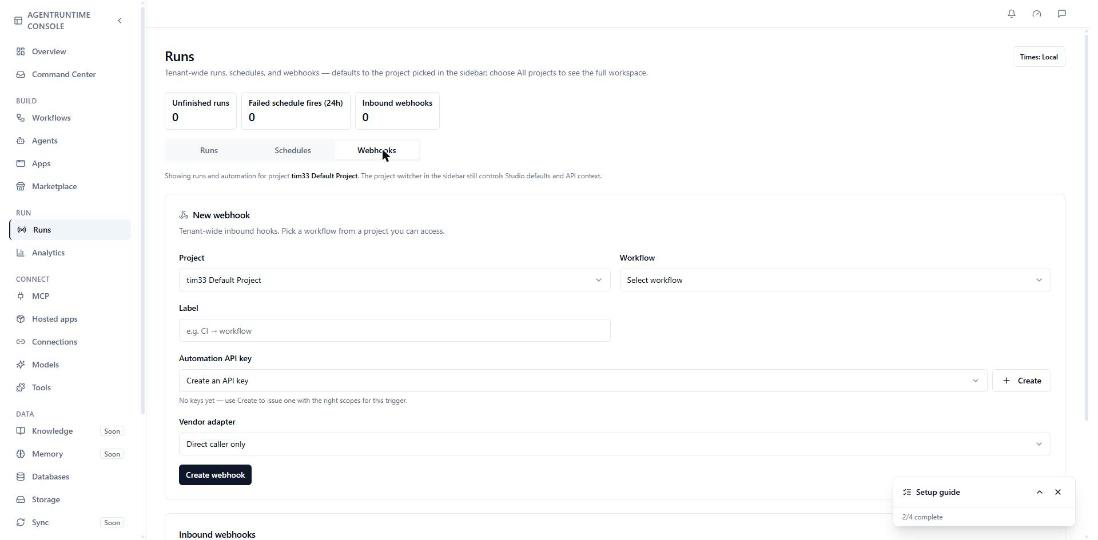 AGENTRUNTIME
CONSOLE
Overview
Command Center
BUILD
Workflows
Agents
Apps
Marketplace
RUN
Runs
Analytics
CONNECT
MCP
Hosted apps
Connections
Models
Tools
DATA
Knowledge Soon
Memory Soon
Databases
Storage
Sync Soon
Runs
Tenant-wide runs, schedules, and webhooks — defaults to the project picked in the sidebar; choose All projects to see the full workspace.
Times: Local
Unfinished runs
0
Failed schedule fires (24h)
0
Inbound webhooks
0
Runs Schedules Webhooks
Showing runs and automation for project tim33 Default Project. The project switcher in the sidebar still controls Studio defaults and API context.
New webhook
Tenant-wide inbound hooks. Pick a workflow from a project you can access.
Project
tim33 Default Project
Workflow
Select workflow
Label
e.g. CI → workflow
Automation API key
Create an API key
Create
No keys yet — use Create to issue one with the right scopes for this trigger.
Vendor adapter
Direct caller only
Create webhook
Inbound webhooks
Setup guide
2/4 complete